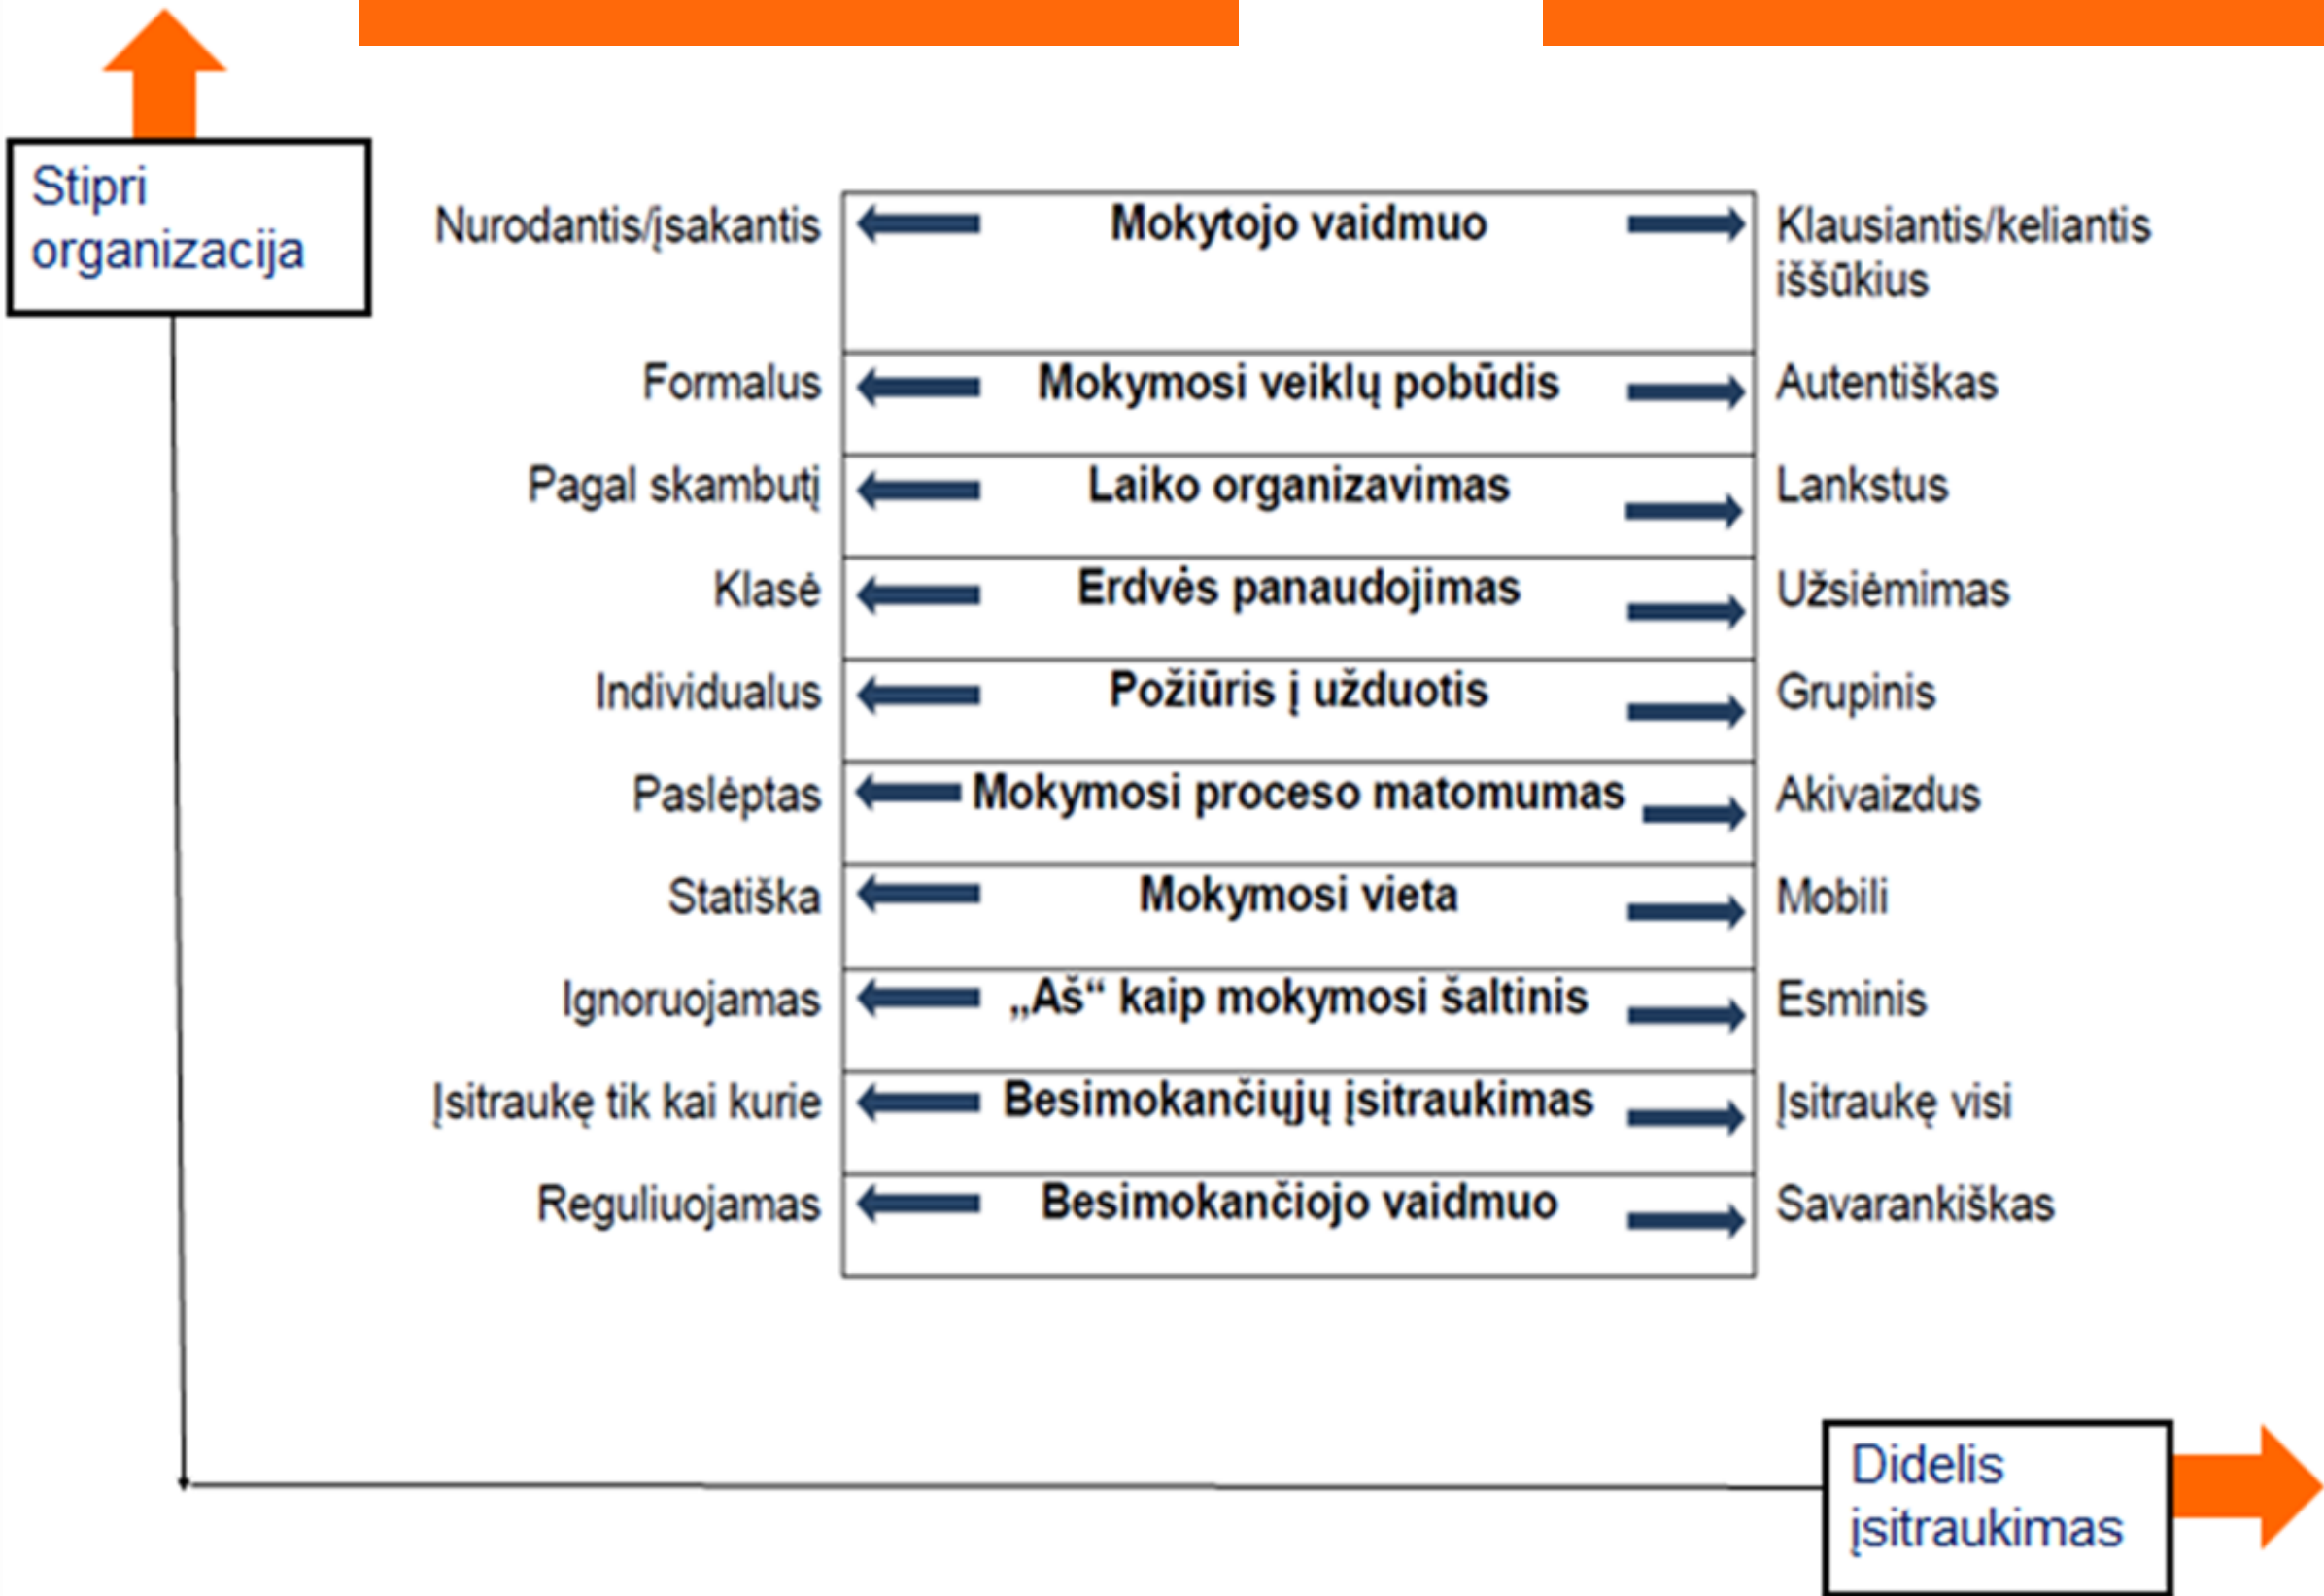 Stipri
organizacija
Nurodantis/įsakantis Mokytojo vaidmuo Klausiantis/keliantis
iššūkius
Formalus Mokymosi veiklų pobūdis Autentiškas
Pagal skambutį Laiko organizavimas Lankstus
Klasė Erdvės panaudojimas Užsiėmimas
Individualus Požiūris į užduotis Grupinis
Paslėptas Mokymosi proceso matomumas Akivaizdus
Statiška Mokymosi vieta Mobili
Ignoruojamas „Aš“ kaip mokymosi šaltinis Esminis
Įsitraukę tik kai kurie Besimokančiųjų įsitraukimas Įsitraukę visi
Reguliuojamas Besimokančiojo vaidmuo Savarankiškas
Didelis
įsitraukimas